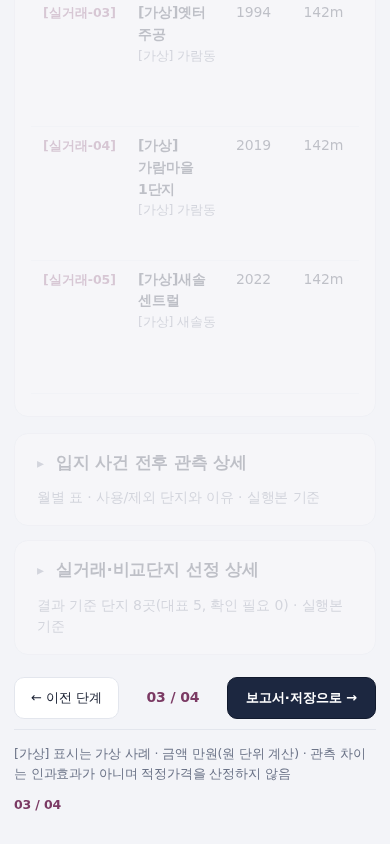 [실거래-03] [가상]옛터 1994 142m
주공
[가상] 가람동
[실거래-04] [가상] 2019 142m
가람마을
1단지
[가상] 가람동
[실거래-05] [가상]새솔 2022 142m
센트럴
[가상] 새솔동
▸ 입지 사건 전후 관측 상세
월별 표 · 사용/제외 단지와 이유 · 실행본 기준
▸ 실거래·비교단지 선정 상세
결과 기준 단지 8곳(대표 5, 확인 필요 0) · 실행본
기준
← 이전 단계 03 / 04 보고서·저장으로 →
[가상] 표시는 가상 사례 · 금액 만원(원 단위 계산) · 관측 차이
는 인과효과가 아니며 적정가격을 산정하지 않음
03 / 04